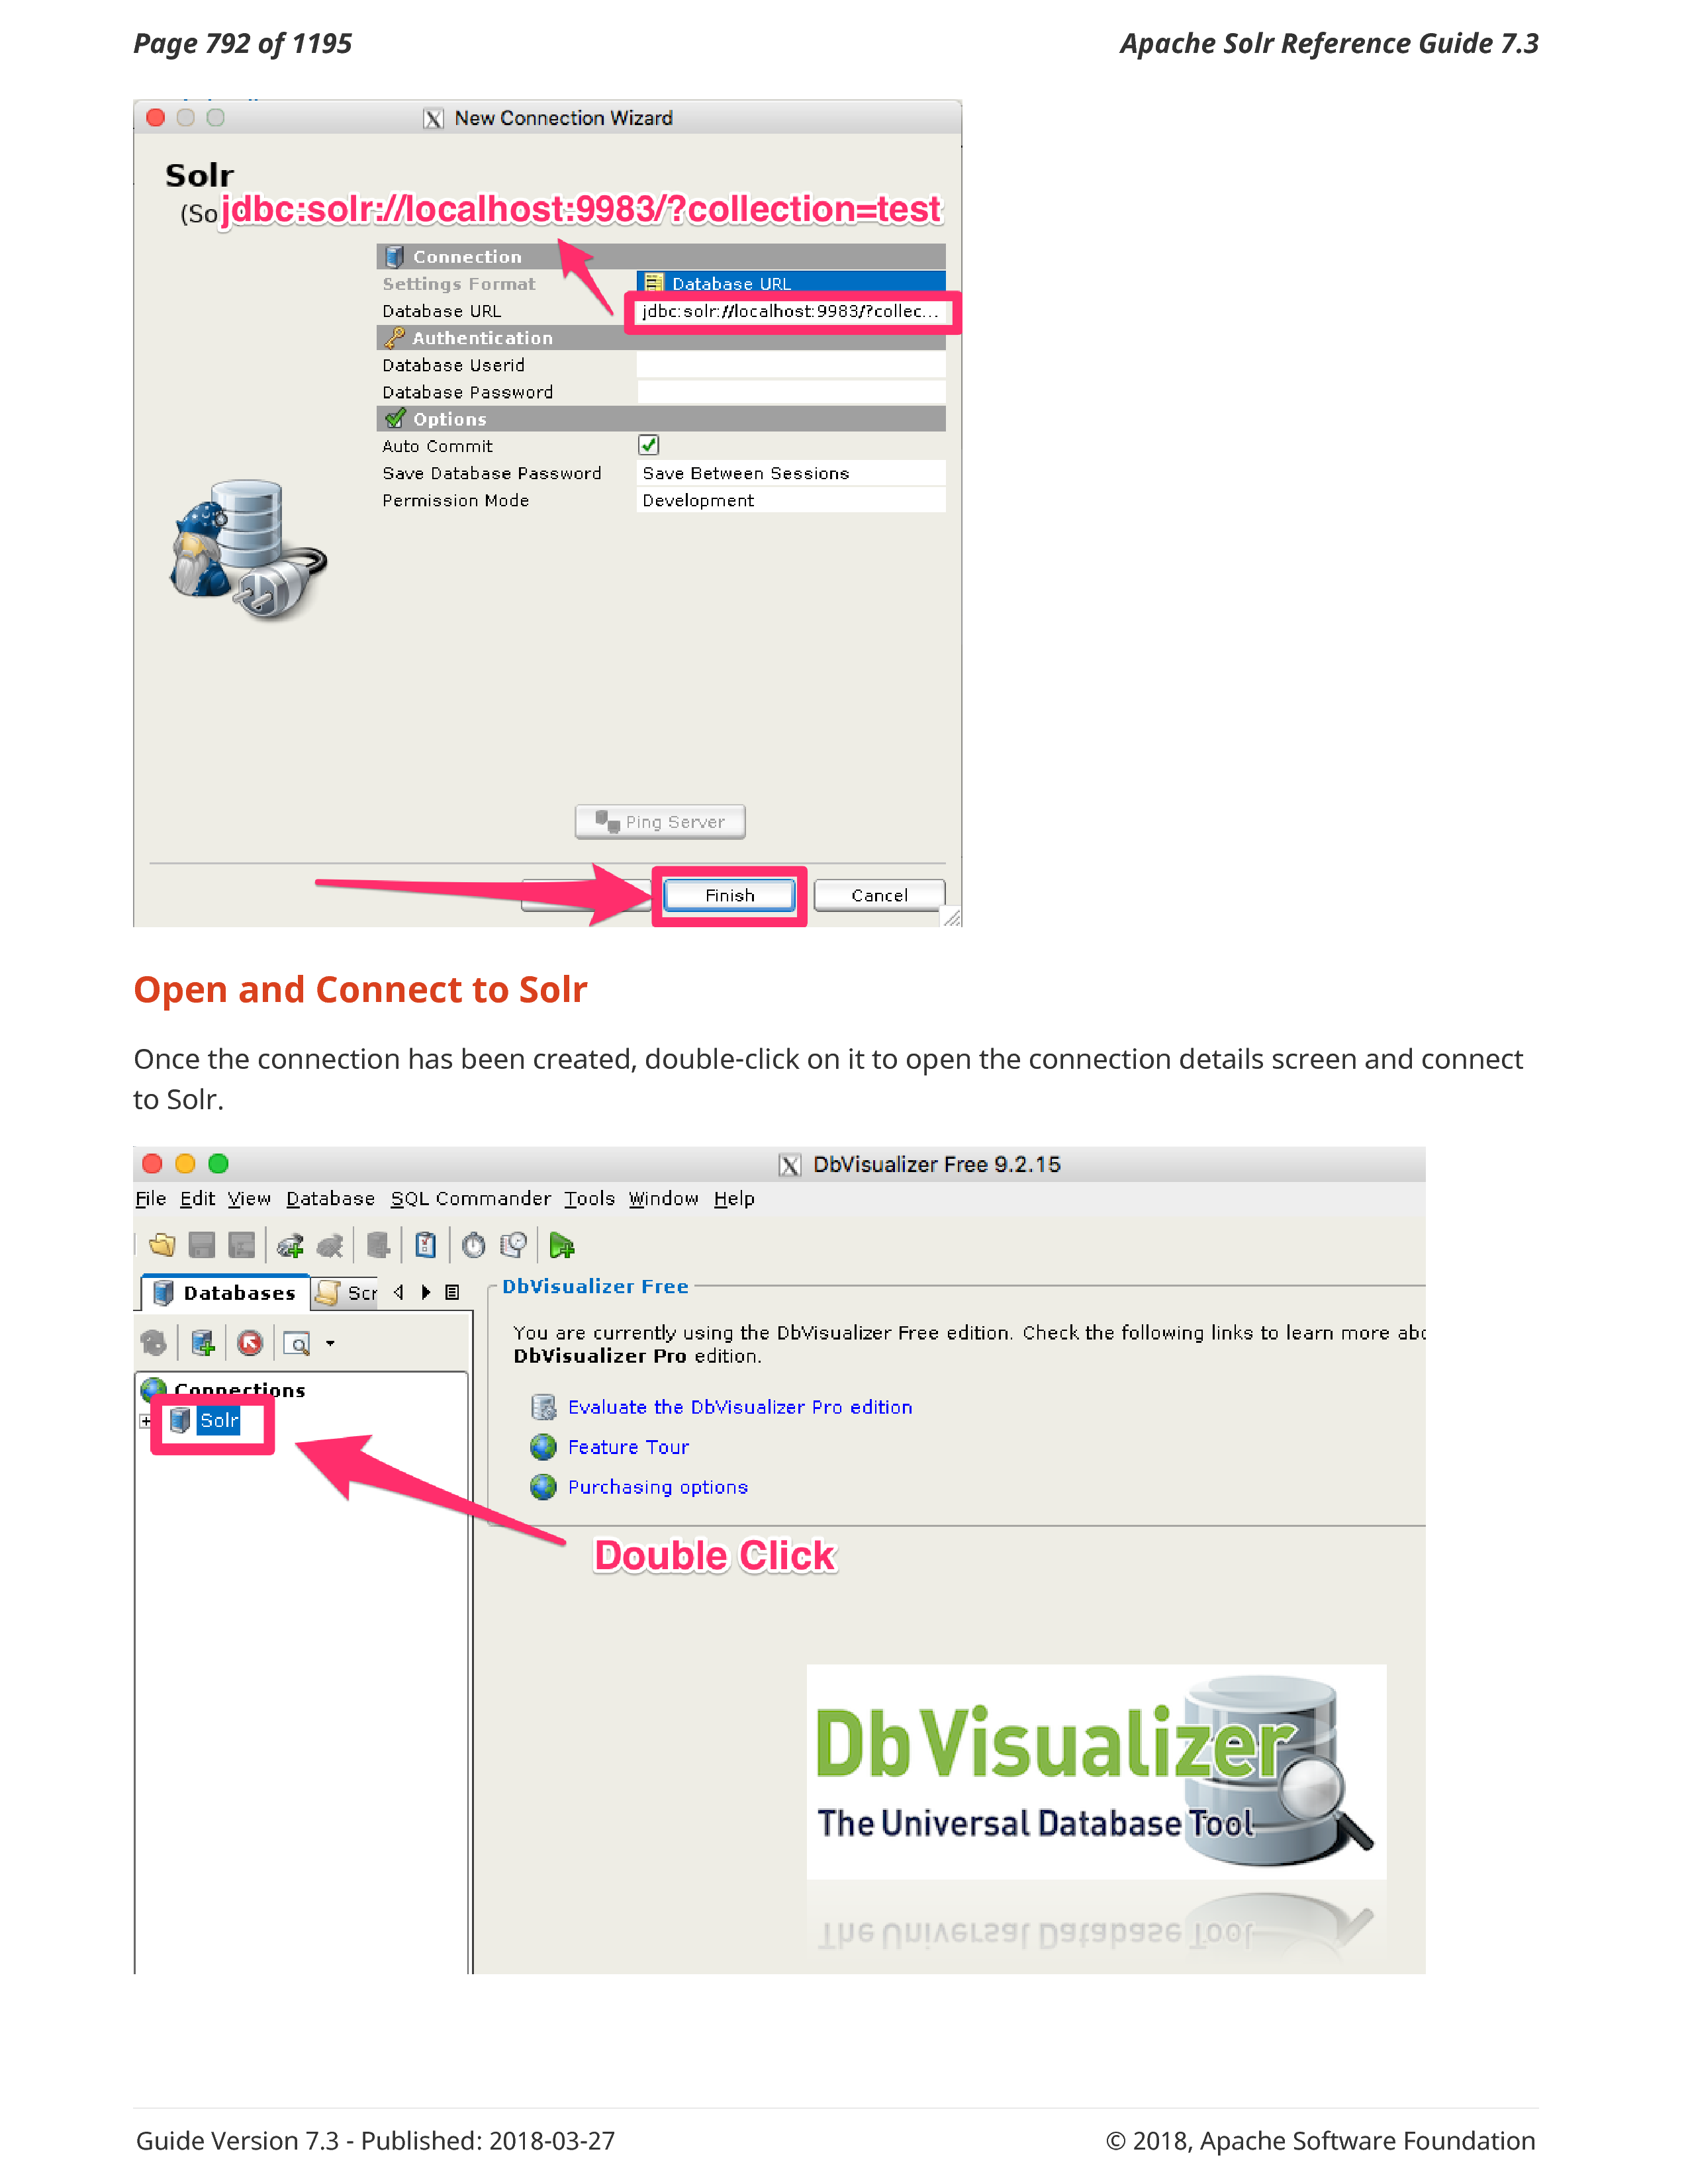 Page 792 of 1195
Apache Solr Reference Guide 7.3
New Connection Wizard
Solr
(So
jdbc:solr://localhost:9983/?collection=test
Connection
Settings Format
Database URL
Database URL
jdbc:solr://localhost:9983/?collec...
Authentication
Database Userid
Database Password
Options
Auto Commit
Save Database Password
Save Between Sessions
Permission Mode
Development
Ping Server
Finish
Cancel
Open and Connect to Solr
Once the connection has been created, double-click on it to open the connection details screen and connect
to Solr.
DbVisualizer Free 9.2.15
File Edit View Database SQL Commander Tools Window Help
Databases
Scr
DbVisualizer Free
You are currently using the DbVisualizer Free edition. Check the following links to learn more abo
DbVisualizer Pro edition.
Connections
Solr
Evaluate the DbVisualizer Pro edition
Feature Tour
Purchasing options
Double Click
DbVisualizer
The Universal Database Tool
The Universal Database Tool
Guide Version 7.3 - Published: 2018-03-27
© 2018, Apache Software Foundation